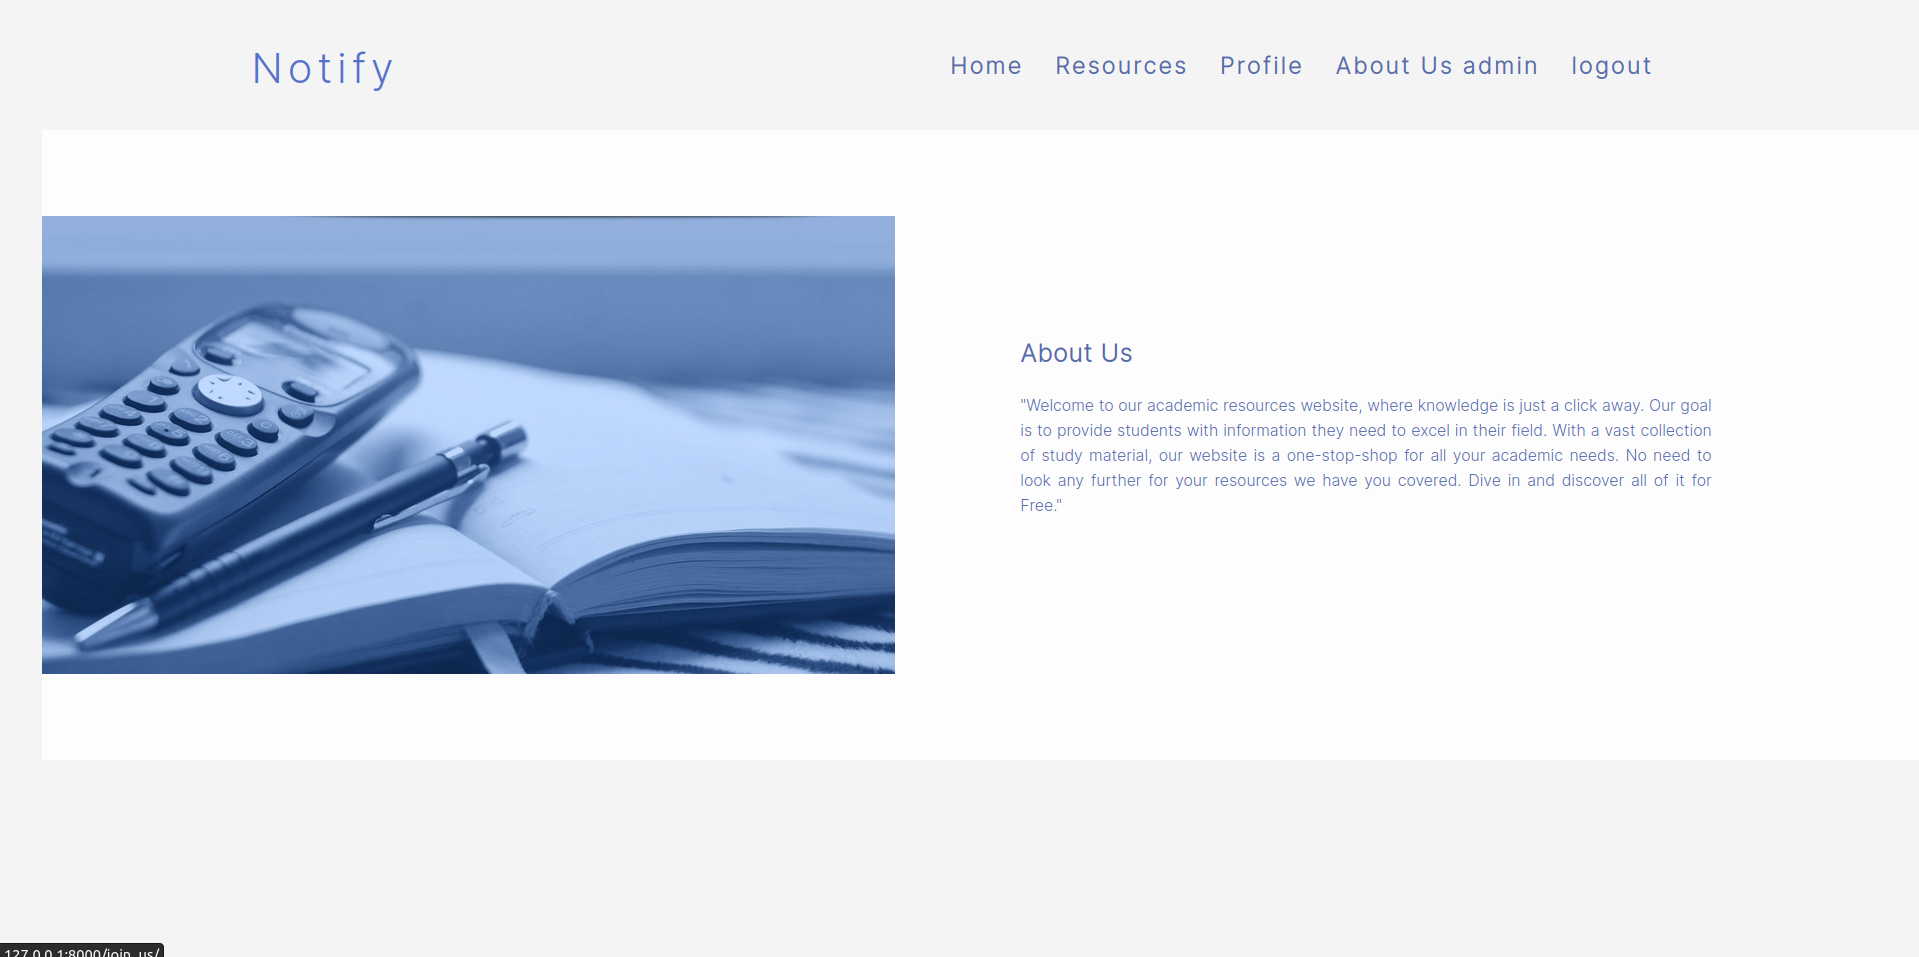 Notify
Home Resources Profile About Us admin logout
About Us
"Welcome to our academic resources website, where knowledge is just a click away. Our goal
is to provide students with information they need to excel in their field. With a vast collection
of study material, our website is a one-stop-shop for all your academic needs. No need to
look any further for your resources we have you covered. Dive in and discover all of it for
Free."
127.0.0.1:8000/join_us/